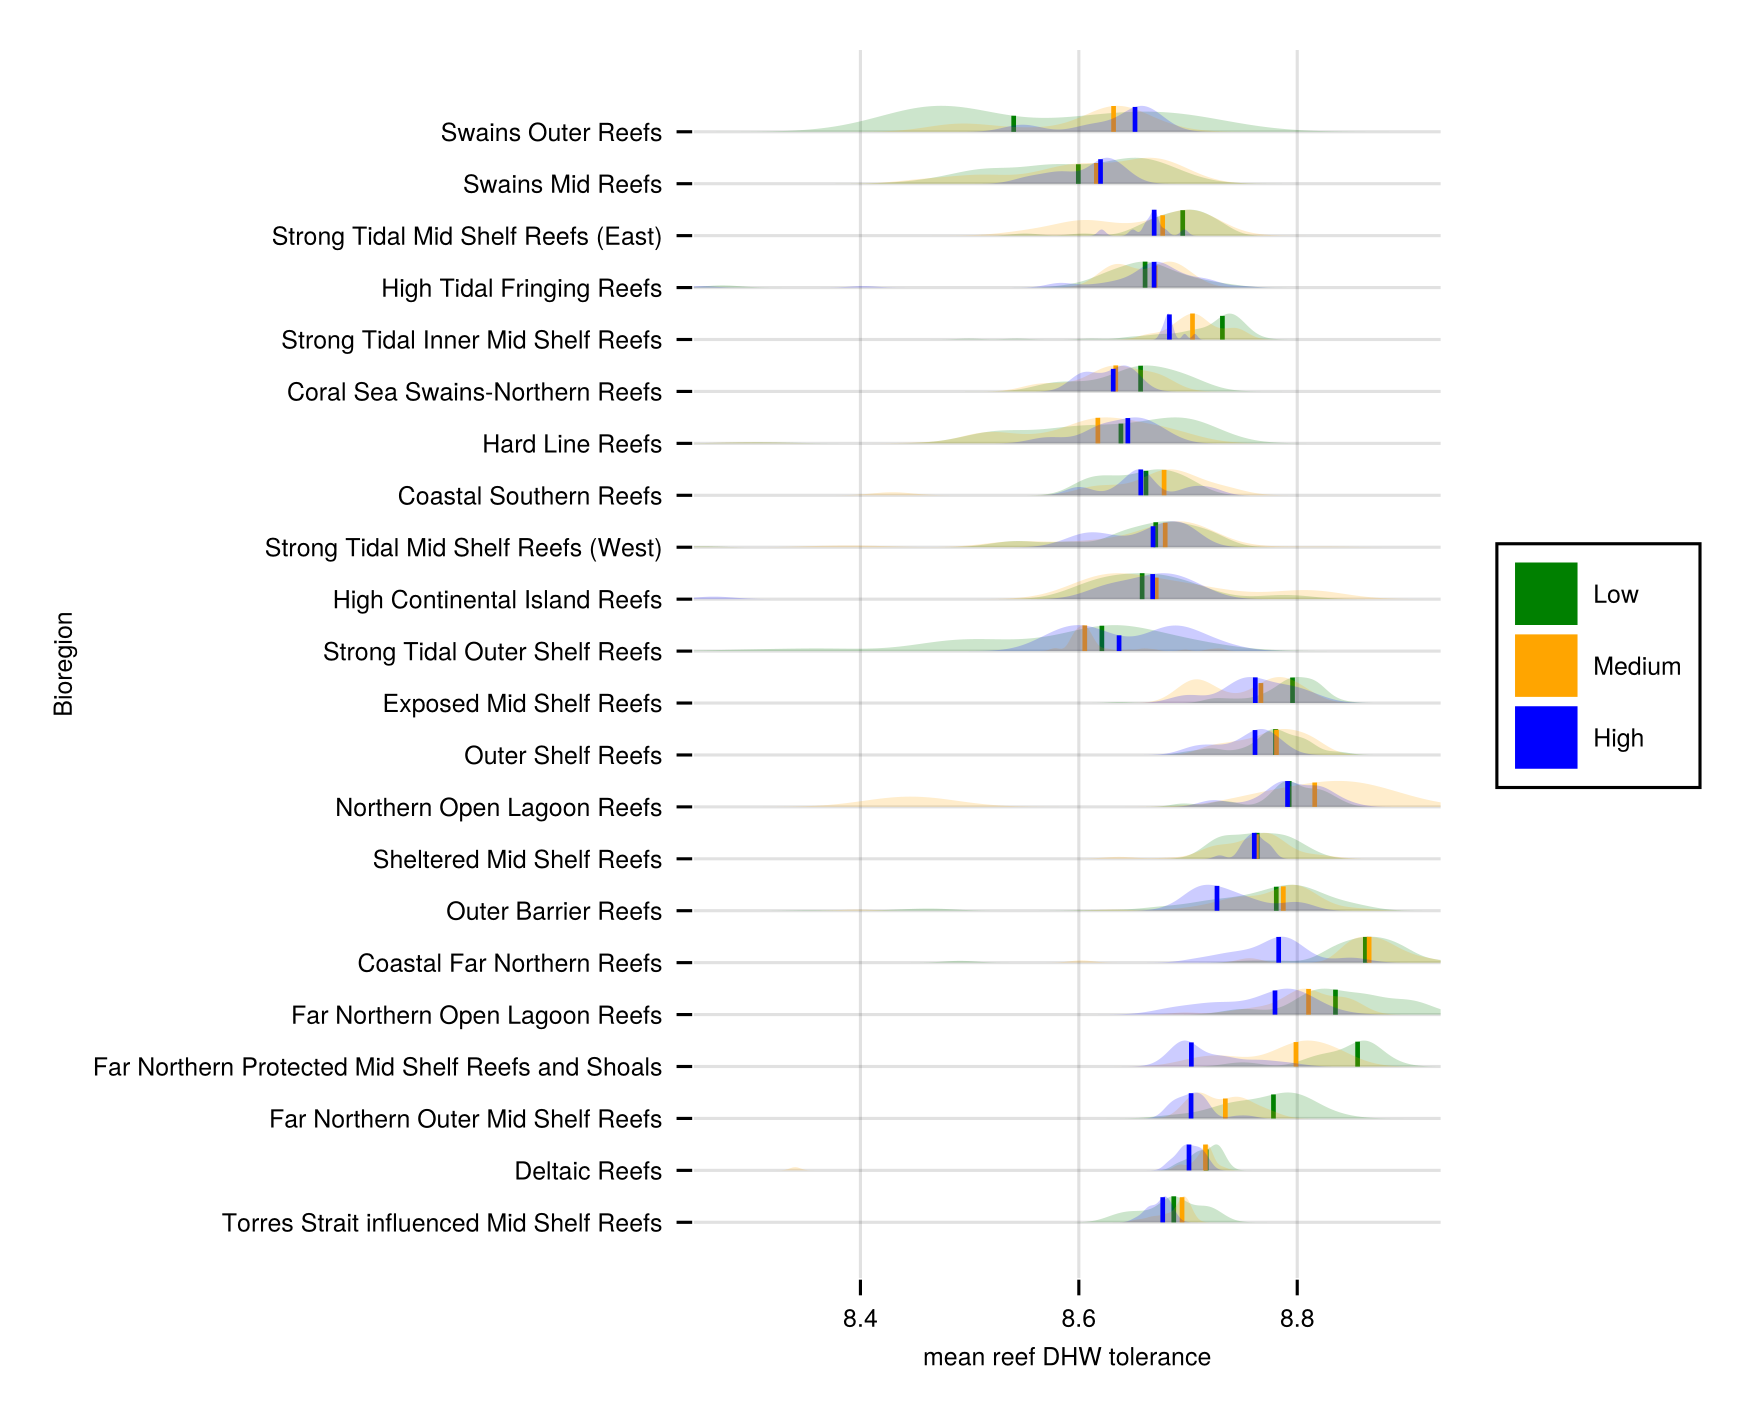 Swains Outer Reefs
Swains Mid Reefs
Strong Tidal Mid Shelf Reefs (East)
High Tidal Fringing Reefs
Strong Tidal Inner Mid Shelf Reefs
Coral Sea Swains-Northern Reefs
Hard Line Reefs
Coastal Southern Reefs
Strong Tidal Mid Shelf Reefs (West)
High Continental Island Reefs
Strong Tidal Outer Shelf Reefs
Exposed Mid Shelf Reefs
Outer Shelf Reefs
Northern Open Lagoon Reefs
Sheltered Mid Shelf Reefs
Outer Barrier Reefs
Coastal Far Northern Reefs
Far Northern Open Lagoon Reefs
Far Northern Protected Mid Shelf Reefs and Shoals
Far Northern Outer Mid Shelf Reefs
Deltaic Reefs
Torres Strait influenced Mid Shelf Reefs
Bioregion
8.4 8.6 8.8
mean reef DHW tolerance
Low
Medium
High